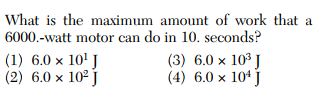 What is the maximum amount of work that a
6000.-watt motor can do in 10. seconds?
(1) 6.0 × 10¹ J (3) 6.0 × 10³ J
(2) 6.0 × 10² J (4) 6.0 × 10⁴ J